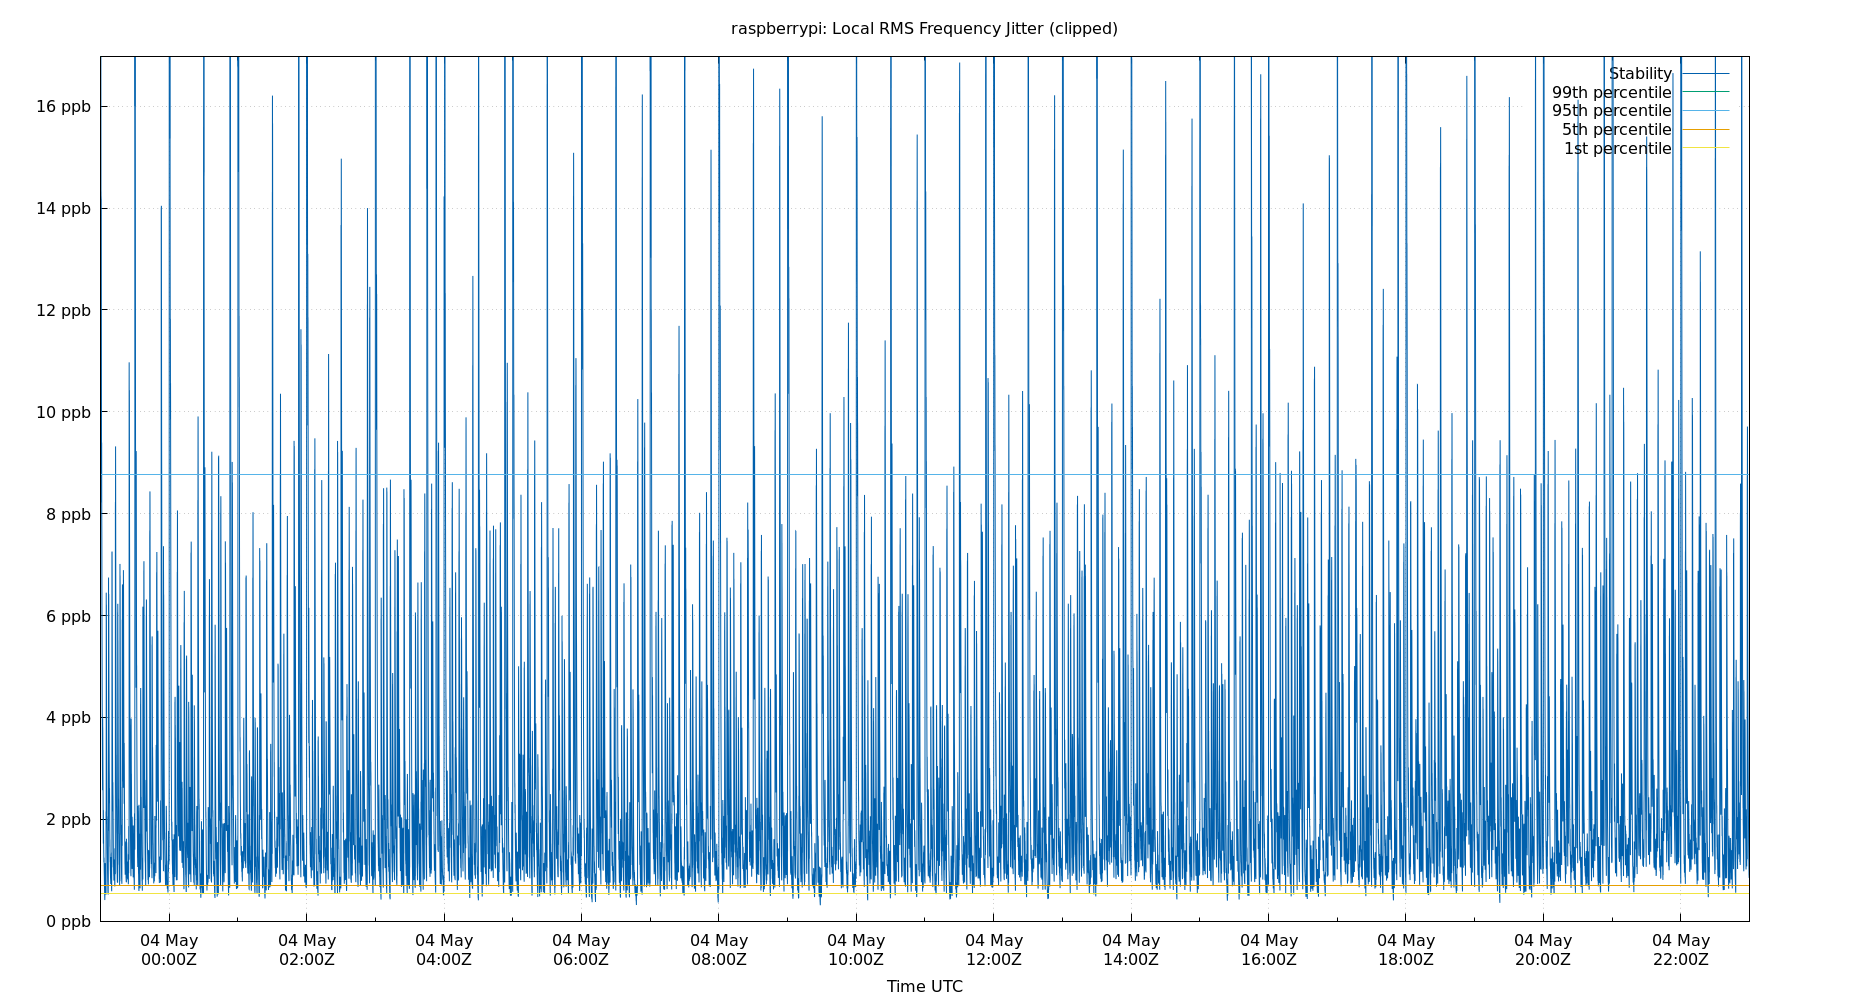 raspberrypi: Local RMS Frequency Jitter (clipped)
Stability
99th percentile
95th percentile
5th percentile
1st percentile
16 ppb
14 ppb
12 ppb
10 ppb
8 ppb
6 ppb
4 ppb
2 ppb
0 ppb
04 May 04 May 04 May 04 May 04 May 04 May 04 May 04 May 04 May 04 May 04 May 04 May
00:00Z 02:00Z 04:00Z 06:00Z 08:00Z 10:00Z 12:00Z 14:00Z 16:00Z 18:00Z 20:00Z 22:00Z
Time UTC